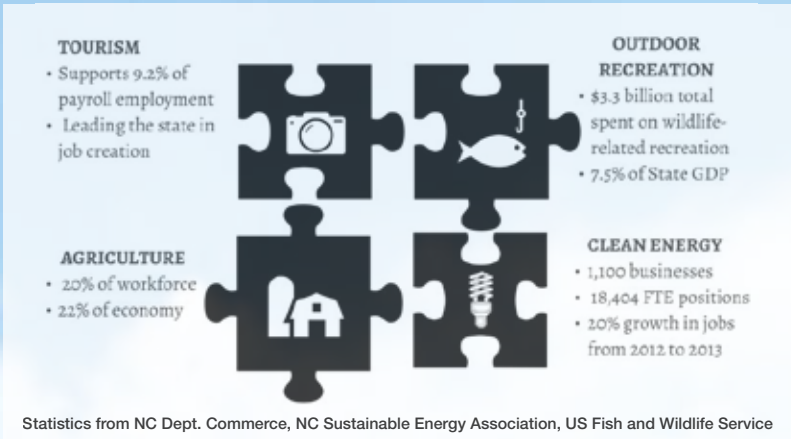 TOURISM
• Supports 9.2% of
payroll employment
• Leading the state in
job creation
OUTDOOR
RECREATION
• $3.3 billion total
spent on wildlife-
related recreation
• 7.5% of State GDP
AGRICULTURE
• 20% of workforce
• 22% of economy
CLEAN ENERGY
• 1,100 businesses
• 18,404 FTE positions
• 20% growth in jobs
from 2012 to 2013
Statistics from NC Dept. Commerce, NC Sustainable Energy Association, US Fish and Wildlife Service